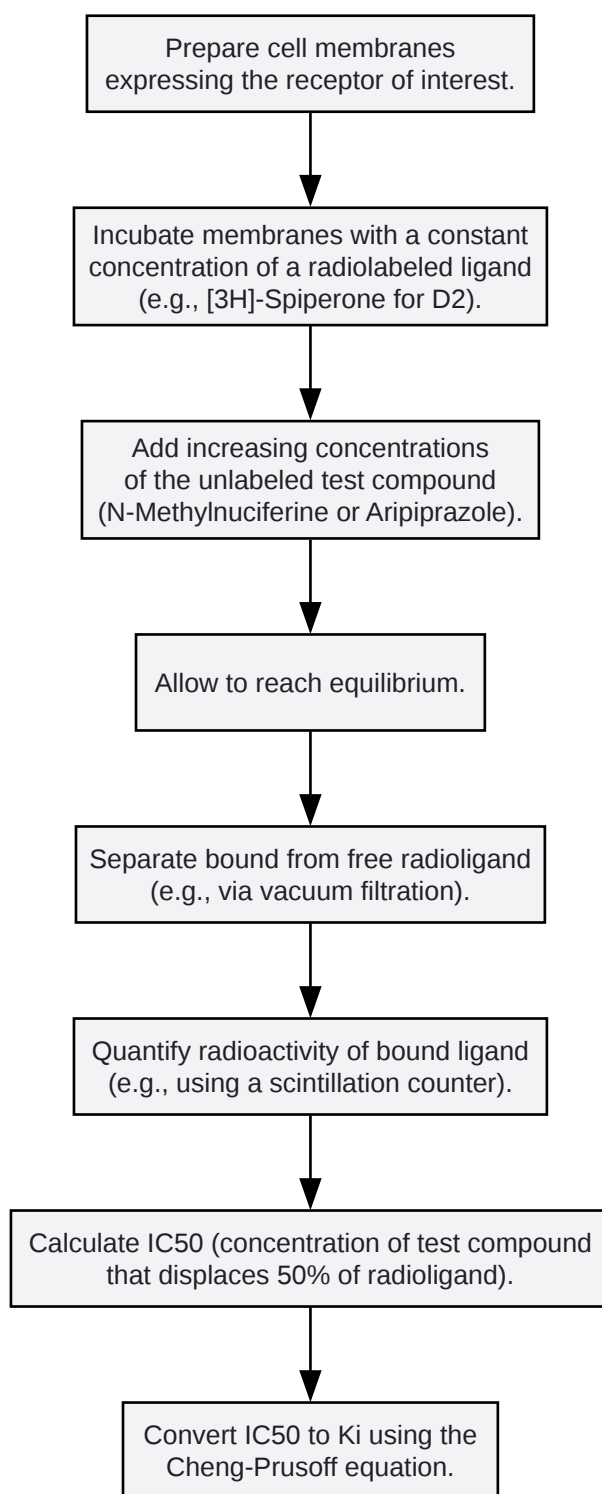 Prepare cell membranes
expressing the receptor of interest.
Incubate membranes with a constant
concentration of a radiolabeled ligand
(e.g., [3H]-Spiperone for D2).
Add increasing concentrations
of the unlabeled test compound
(N-Methylnuciferine or Aripiprazole).
Allow to reach equilibrium.
Separate bound from free radioligand
(e.g., via vacuum filtration).
Quantify radioactivity of bound ligand
(e.g., using a scintillation counter).
Calculate IC50 (concentration of test compound
that displaces 50% of radioligand).
Convert IC50 to Ki using the
Cheng-Prusoff equation.